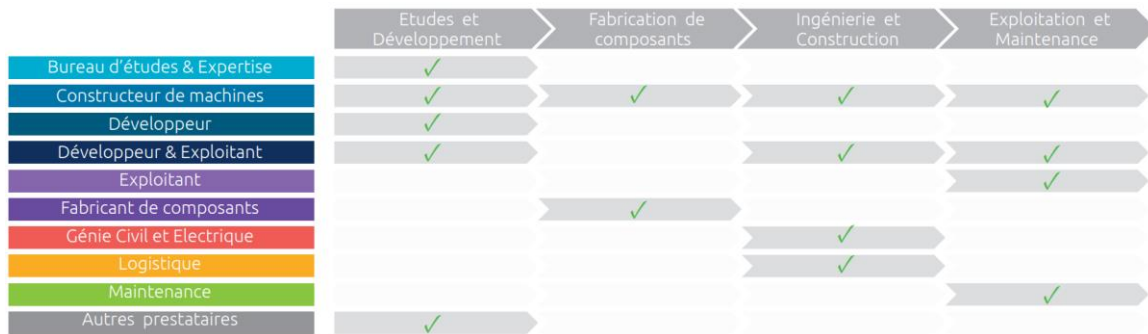 Etudes et
Développement
Fabrication de
composants
Ingénierie et
Construction
Exploitation et
Maintenance
Bureau d'études & Expertise
✓
Constructeur de machines
✓ ✓ ✓ ✓
Développeur
✓
Développeur & Exploitant
✓ ✓ ✓
Exploitant
✓
Fabricant de composants
✓
Génie Civil et Electrique
✓
Logistique
✓
Maintenance
✓
Autres prestataires
✓